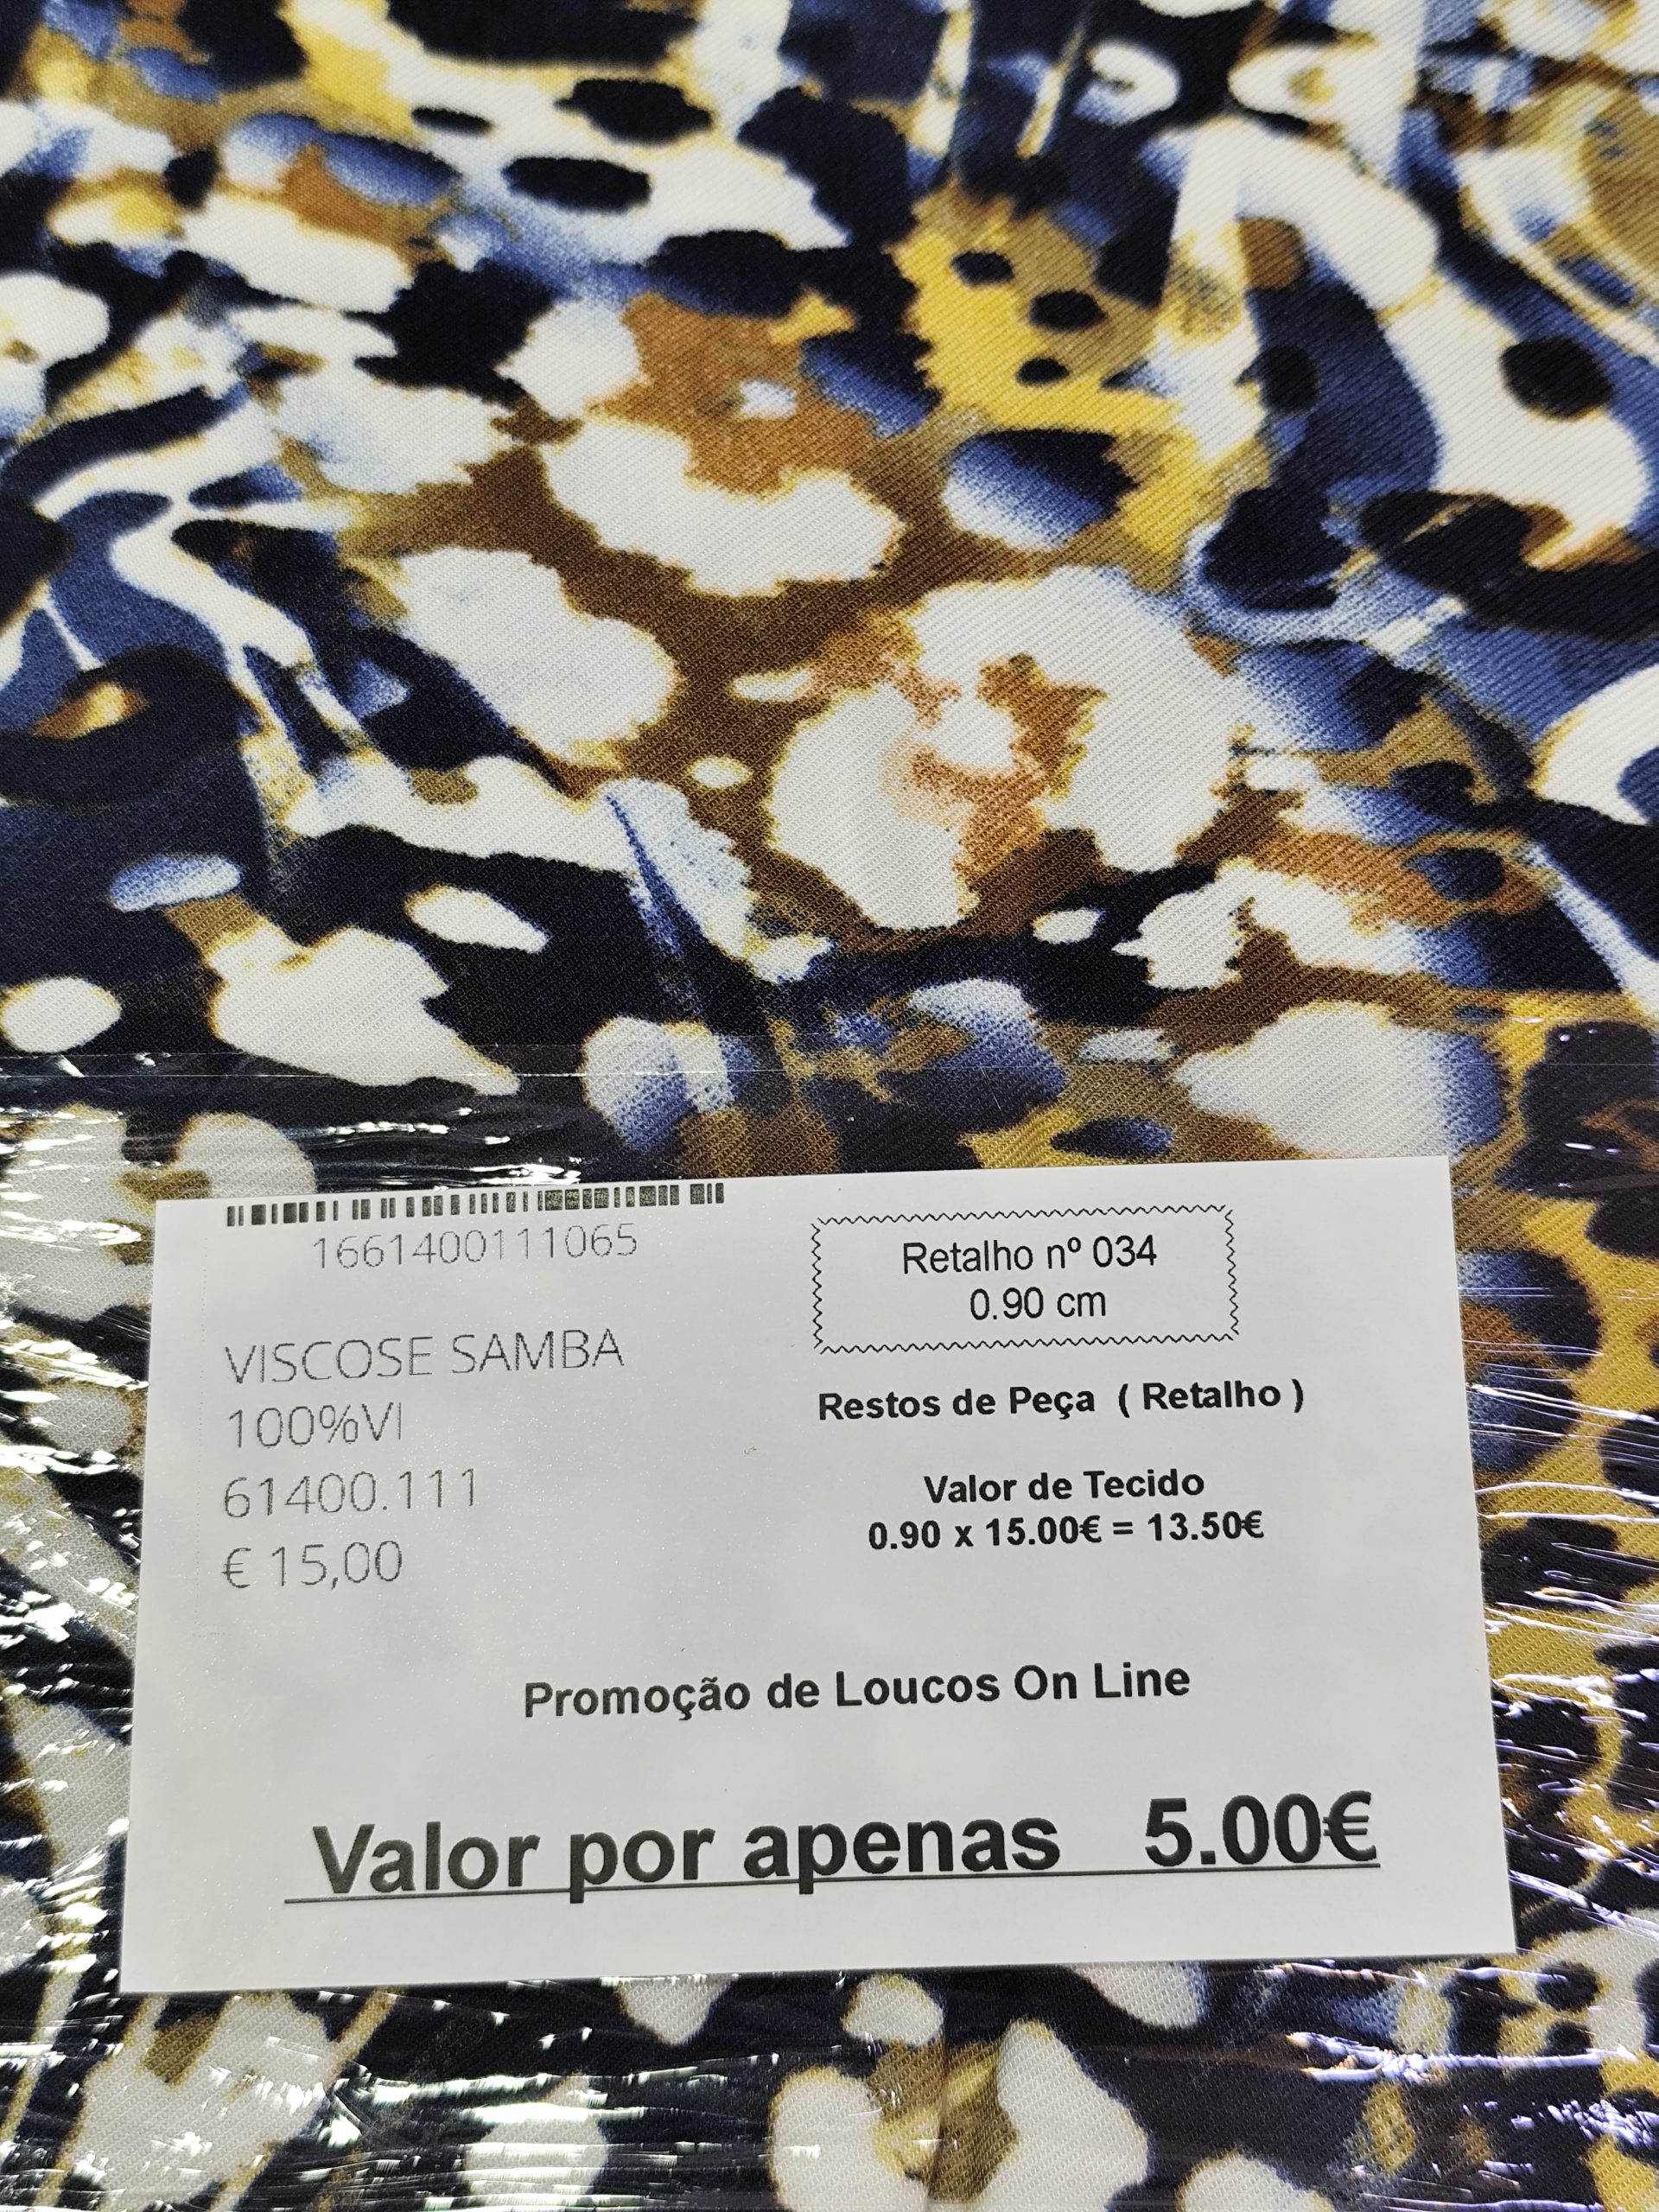 1661400111065
VISCOSE SAMBA
100%VI
61400.111
€ 15,00
Retalho nº 034
0.90 cm
Restos de Peça ( Retalho )
Valor de Tecido
0.90 x 15.00€ = 13.50€
Promoção de Loucos On Line
Valor por apenas 5.00€